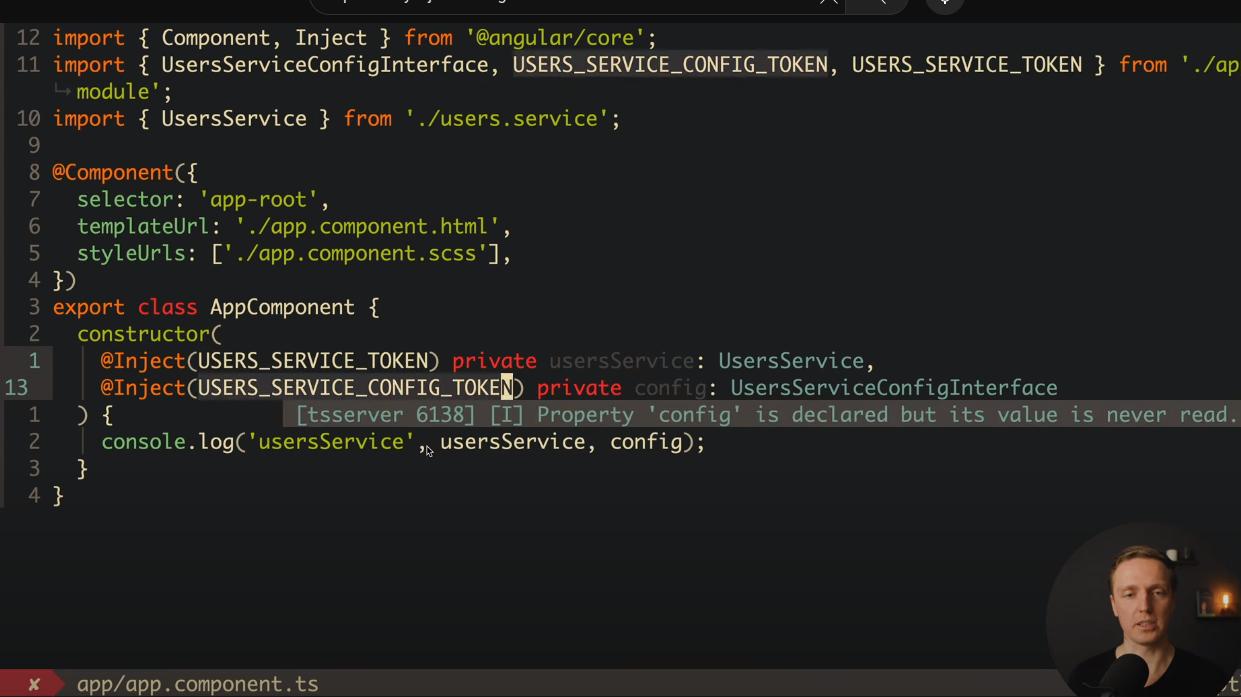 12 import { Component, Inject } from '@angular/core';
11 import { UsersServiceConfigInterface, USERS_SERVICE_CONFIG_TOKEN, USERS_SERVICE_TOKEN } from './ap
module';
10 import { UsersService } from './users.service';
9
8 @Component({
7 selector: 'app-root',
6 templateUrl: './app.component.html',
5 styleUrls: ['./app.component.scss'],
4 })
3 export class AppComponent {
2 constructor(
1 @Inject(USERS_SERVICE_TOKEN) private usersService: UsersService,
13 @Inject(USERS_SERVICE_CONFIG_TOKEN) private config: UsersServiceConfigInterface
1 ) { [tsserver 6138] [I] Property 'config' is declared but its value is never read.
2 console.log('usersService', usersService, config);
3 }
4 }
✘ app/app.component.ts